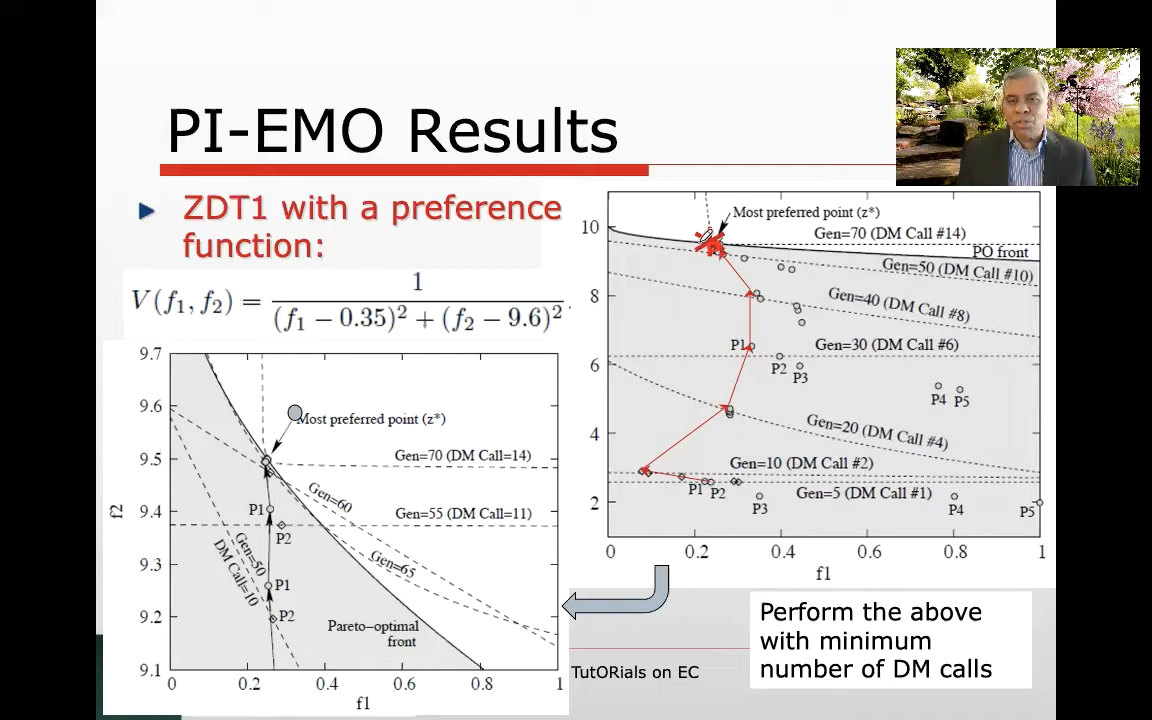 PI-EMO Results
ZDT1 with a preference
function:
V(f₁, f₂) = 1 / ((f₁ − 0.35)² + (f₂ − 9.6)²) .
10
8
6
4
2
0
0.2
0.4
0.6
0.8
1
f1
Most preferred point (z*)
Gen=70 (DM Call #14)
PO front
Gen=50 (DM Call #10)
Gen=40 (DM Call #8)
Gen=30 (DM Call #6)
P1
P2
P3
P4
P5
Gen=20 (DM Call #4)
Gen=10 (DM Call #2)
P1
P2
Gen=5 (DM Call #1)
P3
P4
P5
9.7
9.6
9.5
9.4
9.3
9.2
9.1
f2
0
0.2
0.4
0.6
0.8
1
f1
Most preferred point (z*)
Gen=70 (DM Call=14)
Gen=60
Gen=55 (DM Call=11)
P1
P2
Gen=65
Gen=50
DM Call=10
P1
P2
Pareto−optimal
front
TutORials on EC
Perform the above
with minimum
number of DM calls